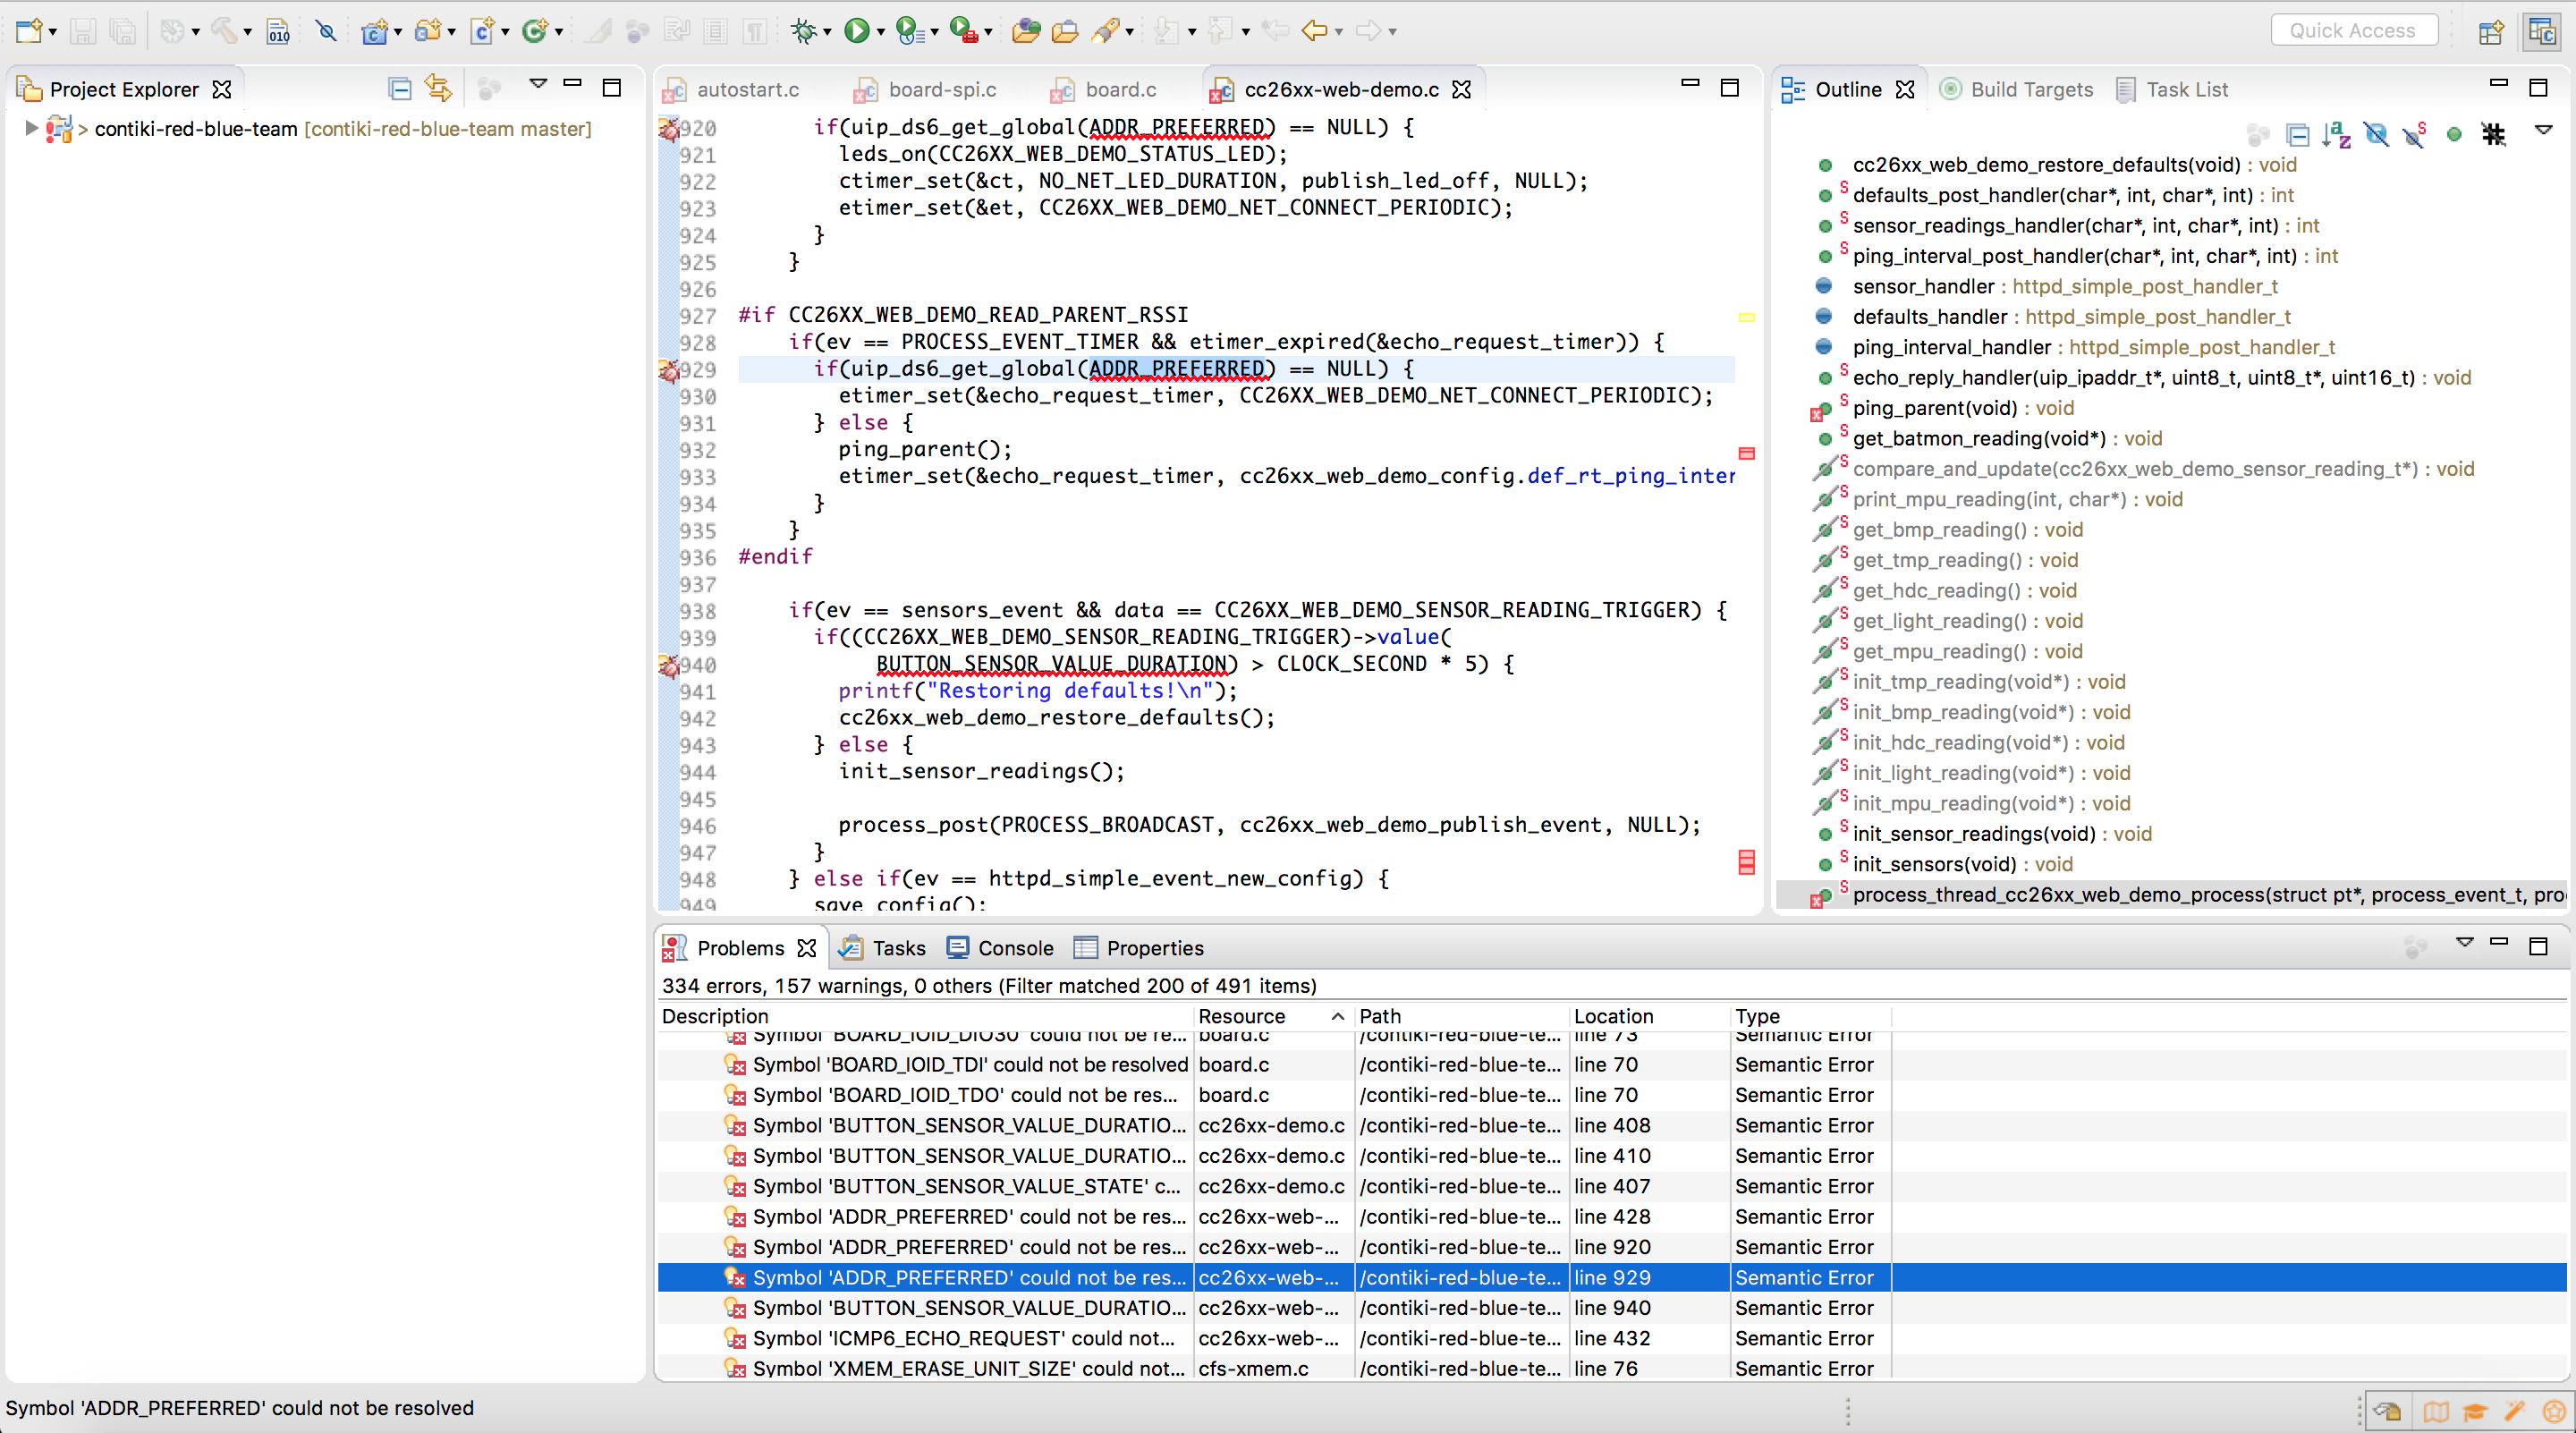 Quick Access
Project Explorer
> contiki-red-blue-team [contiki-red-blue-team master]
autostart.c
board-spi.c
board.c
cc26xx-web-demo.c
920 if(uip_ds6_get_global(ADDR_PREFERRED) == NULL) {
921 leds_on(CC26XX_WEB_DEMO_STATUS_LED);
922 ctimer_set(&ct, NO_NET_LED_DURATION, publish_led_off, NULL);
923 etimer_set(&et, CC26XX_WEB_DEMO_NET_CONNECT_PERIODIC);
924 }
925 }
926
927 #if CC26XX_WEB_DEMO_READ_PARENT_RSSI
928 if(ev == PROCESS_EVENT_TIMER && etimer_expired(&echo_request_timer)) {
929 if(uip_ds6_get_global(ADDR_PREFERRED) == NULL) {
930 etimer_set(&echo_request_timer, CC26XX_WEB_DEMO_NET_CONNECT_PERIODIC);
931 } else {
932 ping_parent();
933 etimer_set(&echo_request_timer, cc26xx_web_demo_config.def_rt_ping_inter
934 }
935 }
936 #endif
937
938 if(ev == sensors_event && data == CC26XX_WEB_DEMO_SENSOR_READING_TRIGGER) {
939 if((CC26XX_WEB_DEMO_SENSOR_READING_TRIGGER)->value(
940 BUTTON_SENSOR_VALUE_DURATION) > CLOCK_SECOND * 5) {
941 printf("Restoring defaults!\n");
942 cc26xx_web_demo_restore_defaults();
943 } else {
944 init_sensor_readings();
945
946 process_post(PROCESS_BROADCAST, cc26xx_web_demo_publish_event, NULL);
947 }
948 } else if(ev == httpd_simple_event_new_config) {
949 save_config();
Outline
Build Targets
Task List
cc26xx_web_demo_restore_defaults(void) : void
defaults_post_handler(char*, int, char*, int) : int
sensor_readings_handler(char*, int, char*, int) : int
ping_interval_post_handler(char*, int, char*, int) : int
sensor_handler : httpd_simple_post_handler_t
defaults_handler : httpd_simple_post_handler_t
ping_interval_handler : httpd_simple_post_handler_t
echo_reply_handler(uip_ipaddr_t*, uint8_t, uint8_t*, uint16_t) : void
ping_parent(void) : void
get_batmon_reading(void*) : void
compare_and_update(cc26xx_web_demo_sensor_reading_t*) : void
print_mpu_reading(int, char*) : void
get_bmp_reading() : void
get_tmp_reading() : void
get_hdc_reading() : void
get_light_reading() : void
get_mpu_reading() : void
init_tmp_reading(void*) : void
init_bmp_reading(void*) : void
init_hdc_reading(void*) : void
init_light_reading(void*) : void
init_mpu_reading(void*) : void
init_sensor_readings(void) : void
init_sensors(void) : void
process_thread_cc26xx_web_demo_process(struct pt*, process_event_t, pro
Problems
Tasks
Console
Properties
334 errors, 157 warnings, 0 others (Filter matched 200 of 491 items)
Description Resource Path Location Type
Symbol 'BOARD_IOID_DIO30' could not be re... board.c /contiki-red-blue-te... line 73 Semantic Error
Symbol 'BOARD_IOID_TDI' could not be resolved board.c /contiki-red-blue-te... line 70 Semantic Error
Symbol 'BOARD_IOID_TDO' could not be res... board.c /contiki-red-blue-te... line 70 Semantic Error
Symbol 'BUTTON_SENSOR_VALUE_DURATIO... cc26xx-demo.c /contiki-red-blue-te... line 408 Semantic Error
Symbol 'BUTTON_SENSOR_VALUE_DURATIO... cc26xx-demo.c /contiki-red-blue-te... line 410 Semantic Error
Symbol 'BUTTON_SENSOR_VALUE_STATE' c... cc26xx-demo.c /contiki-red-blue-te... line 407 Semantic Error
Symbol 'ADDR_PREFERRED' could not be res... cc26xx-web-... /contiki-red-blue-te... line 428 Semantic Error
Symbol 'ADDR_PREFERRED' could not be res... cc26xx-web-... /contiki-red-blue-te... line 920 Semantic Error
Symbol 'ADDR_PREFERRED' could not be res... cc26xx-web-... /contiki-red-blue-te... line 929 Semantic Error
Symbol 'BUTTON_SENSOR_VALUE_DURATIO... cc26xx-web-... /contiki-red-blue-te... line 940 Semantic Error
Symbol 'ICMP6_ECHO_REQUEST' could not... cc26xx-web-... /contiki-red-blue-te... line 432 Semantic Error
Symbol 'XMEM_ERASE_UNIT_SIZE' could not... cfs-xmem.c /contiki-red-blue-te... line 76 Semantic Error
Symbol 'ADDR_PREFERRED' could not be resolved